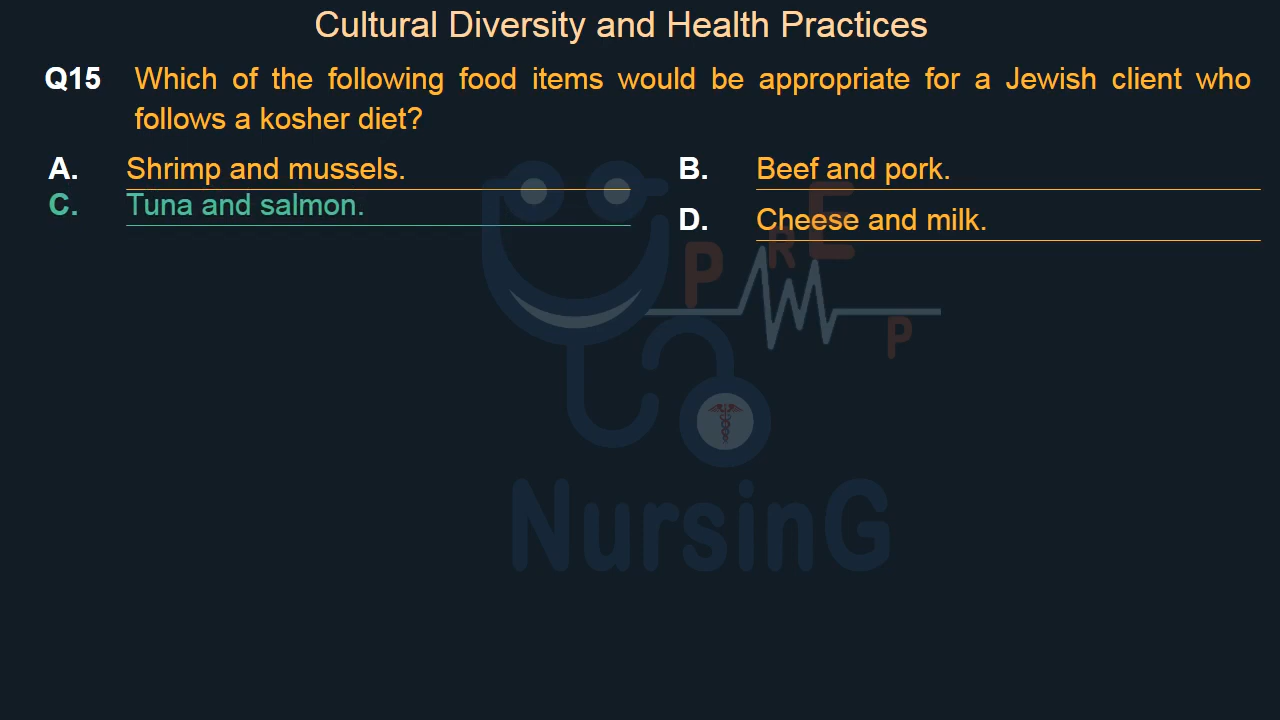 Cultural Diversity and Health Practices
Q15 Which of the following food items would be appropriate for a Jewish client who
follows a kosher diet?
A. Shrimp and mussels.
B. Beef and pork.
C. Tuna and salmon.
D. Cheese and milk.
PREP
NursinG